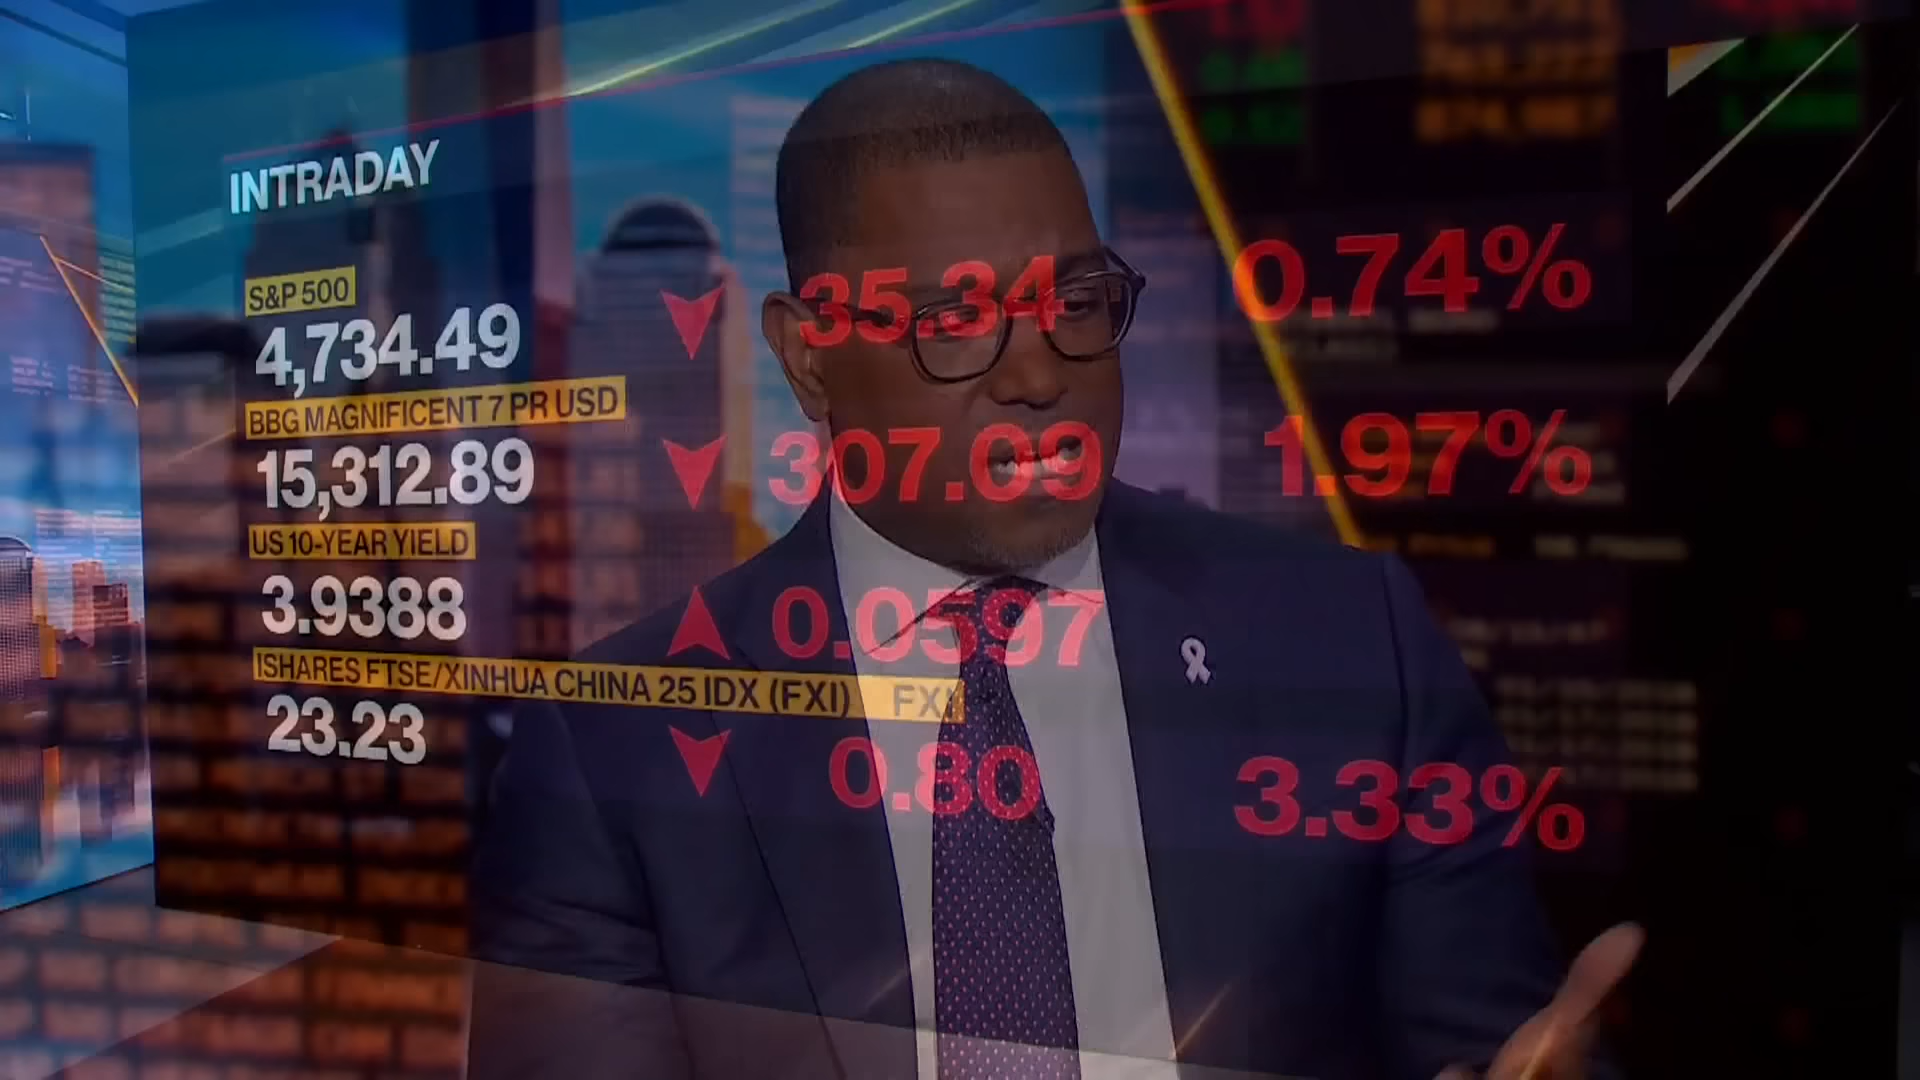 INTRADAY
S&P 500
4,734.49 35.34 0.74%
BBG MAGNIFICENT 7 PR USD
15,312.89 307.09 1.97%
US 10-YEAR YIELD
3.9388 0.0597
ISHARES FTSE/XINHUA CHINA 25 IDX (FXI) FXI
23.23 0.80 3.33%